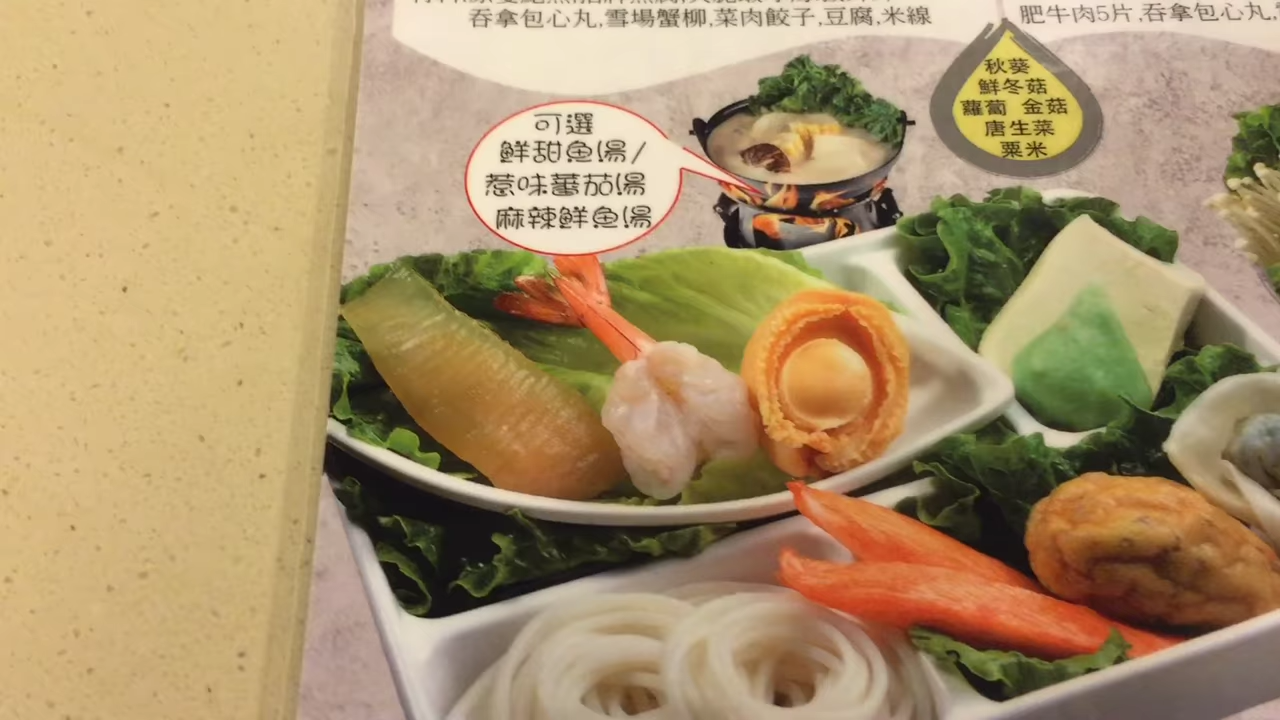 吞拿包心丸,雪場蟹柳,菜肉餃子,豆腐,米線
肥牛肉5片,吞拿包心丸,
秋葵
鮮冬菇
蘿蔔 金菇
唐生菜
粟米
可選
鮮甜魚湯/
惹味蕃茄湯
麻辣鮮魚湯